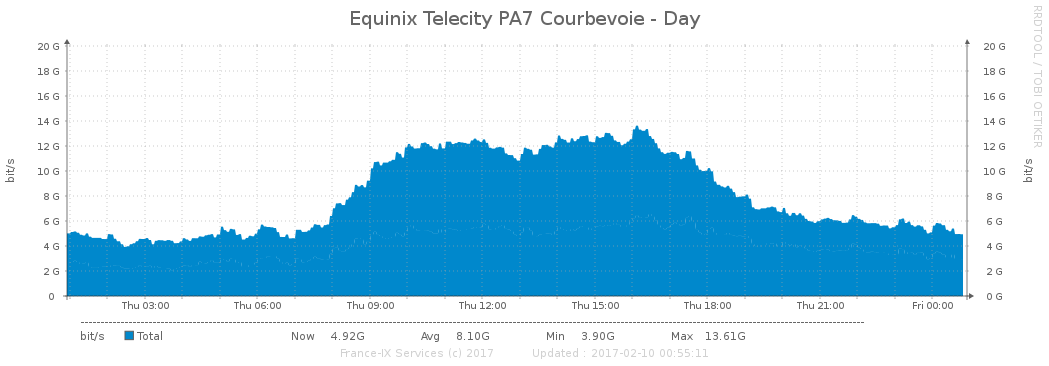 Equinix Telecity PA7 Courbevoie - Day
RRDTOOL / TOBI OETIKER
20 G 20 G
18 G 18 G
16 G 16 G
14 G 14 G
12 G 12 G
10 G 10 G
8 G 8 G
6 G 6 G
4 G 4 G
2 G 2 G
0 0 G
bit/s bit/s
Thu 03:00 Thu 06:00 Thu 09:00 Thu 12:00 Thu 15:00 Thu 18:00 Thu 21:00 Fri 00:00
bit/s Total Now 4.92G Avg 8.10G Min 3.90G Max 13.61G
France-IX Services (c) 2017 Updated : 2017-02-10 00:55:11